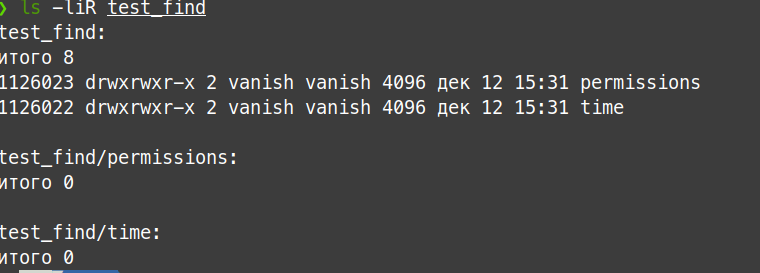 ❯ ls -liR test_find
test_find:
итого 8
1126023 drwxrwxr-x 2 vanish vanish 4096 дек 12 15:31 permissions
1126022 drwxrwxr-x 2 vanish vanish 4096 дек 12 15:31 time

test_find/permissions:
итого 0

test_find/time:
итого 0